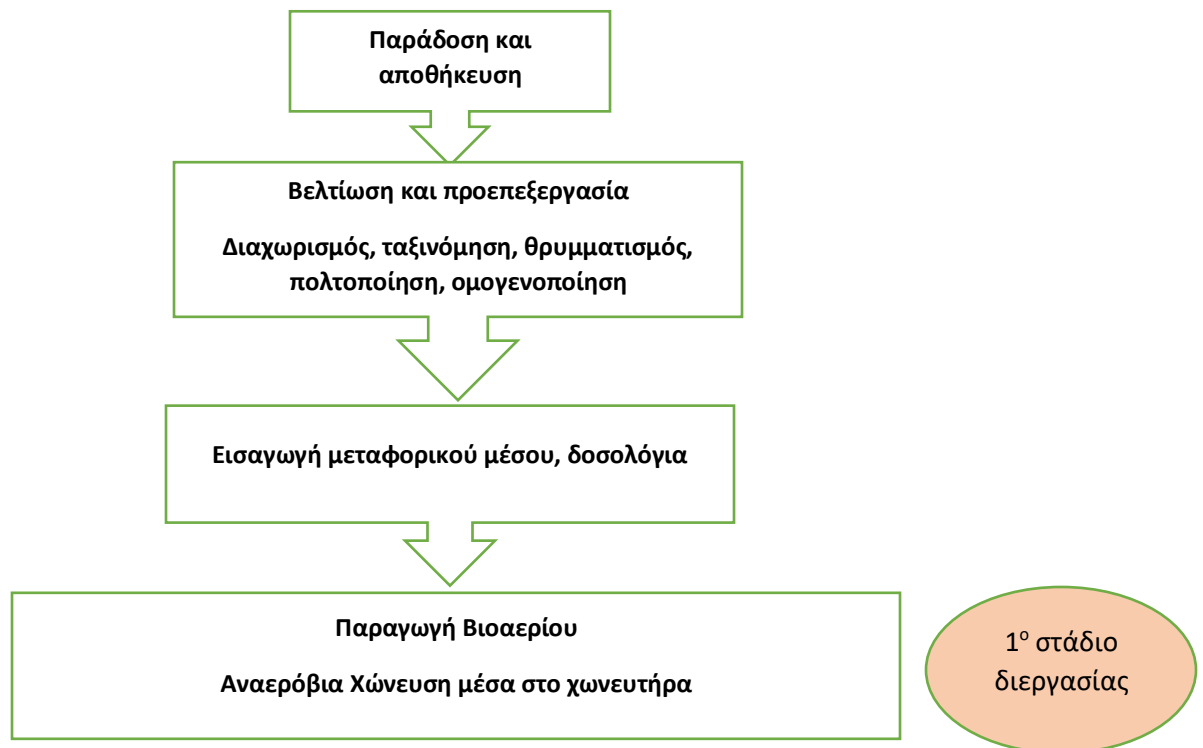 Παράδοση και
αποθήκευση
Βελτίωση και προεπεξεργασία
Διαχωρισμός, ταξινόμηση, θρυμματισμός,
πολτοποίηση, ομογενοποίηση
Εισαγωγή μεταφορικού μέσου, δοσολόγια
Παραγωγή Βιοαερίου
Αναερόβια Χώνευση μέσα στο χωνευτήρα
1ο στάδιο
διεργασίας